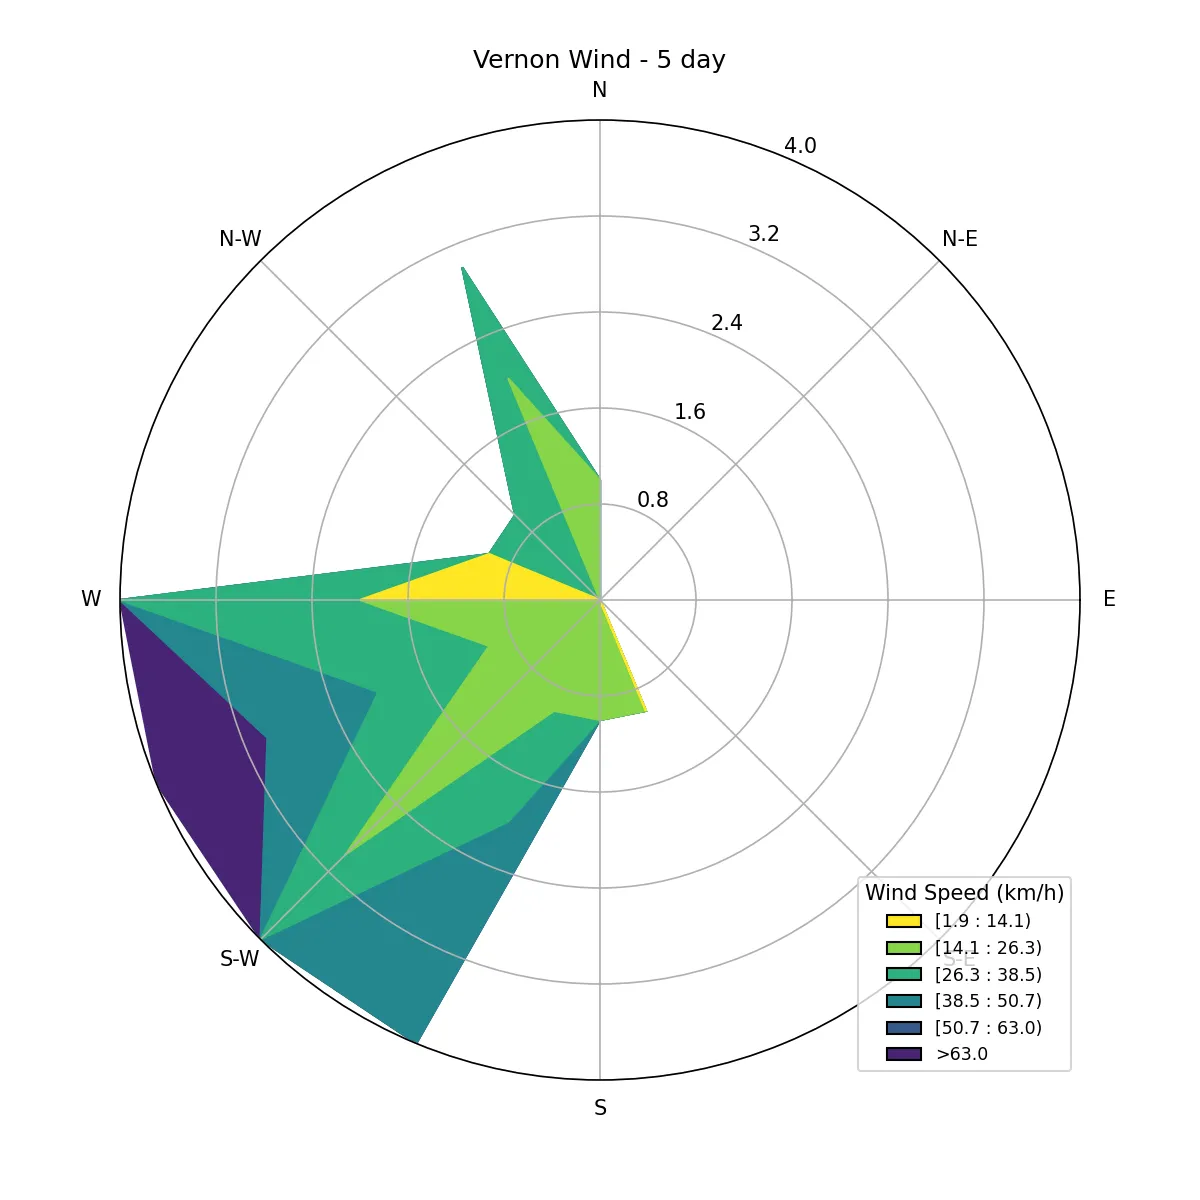 Vernon Wind - 5 day
N
4.0
N-W
3.2
N-E
2.4
1.6
0.8
W
E
S-W
S-E
S
Wind Speed (km/h)
[1.9 : 14.1)
[14.1 : 26.3)
[26.3 : 38.5)
[38.5 : 50.7)
[50.7 : 63.0)
>63.0